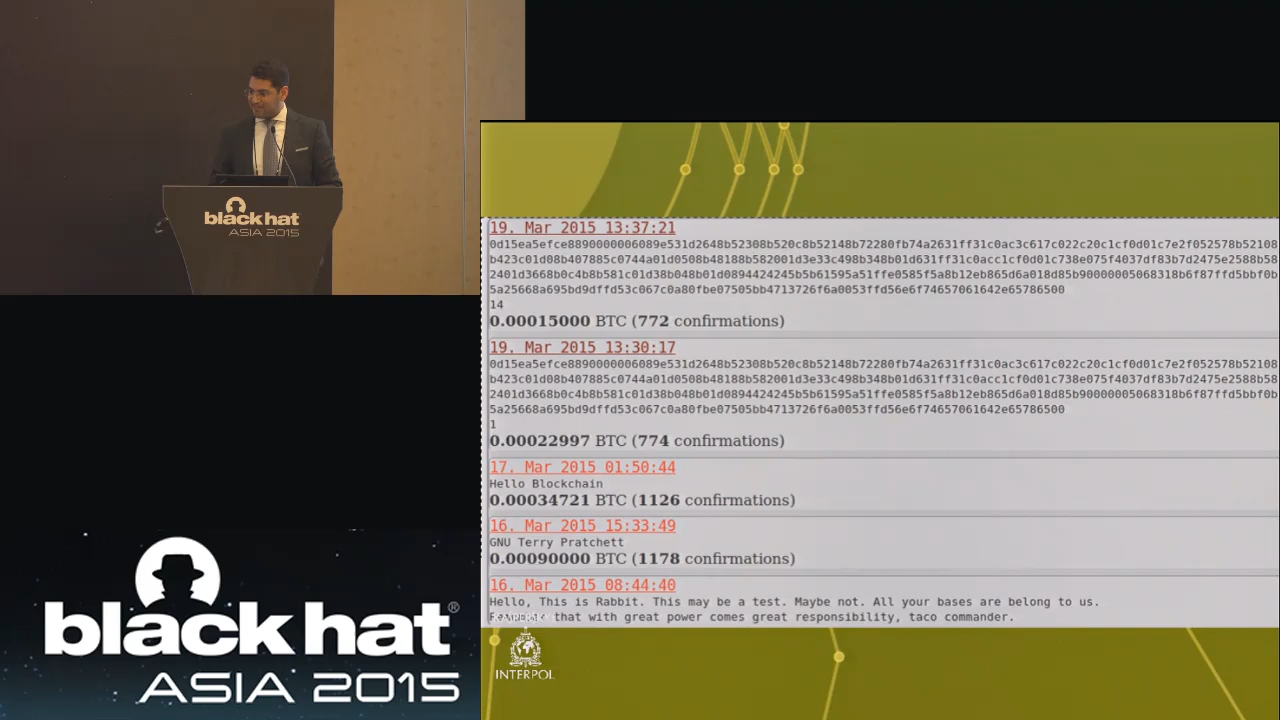 black hat
ASIA 2015
19. Mar 2015 13:37:21
0d15ea5efce8890000006089e531d2648b52308b520c8b52148b72280fb74a2631ff31c0ac3c617c022c20c1cf0d01c7e2f052578b52108
b423c01d08b407885c0744a01d0508b48188b582001d3e33c498b348b01d631ff31c0acc1cf0d01c738e075f4037df83b7d2475e2588b58
2401d3668b0c4b8b581c01d38b048b01d0894424245b5b61595a51ffe0585f5a8b12eb865d6a018d85b90000005068318b6f87ffd5bbf0b
5a25668a695bd9dffd53c067c0a80fbe07505bb4713726f6a0053ffd56e6f74657061642e65786500
14
0.00015000 BTC (772 confirmations)
19. Mar 2015 13:30:17
0d15ea5efce8890000006089e531d2648b52308b520c8b52148b72280fb74a2631ff31c0ac3c617c022c20c1cf0d01c7e2f052578b52108
b423c01d08b407885c0744a01d0508b48188b582001d3e33c498b348b01d631ff31c0acc1cf0d01c738e075f4037df83b7d2475e2588b58
2401d3668b0c4b8b581c01d38b048b01d0894424245b5b61595a51ffe0585f5a8b12eb865d6a018d85b90000005068318b6f87ffd5bbf0b
5a25668a695bd9dffd53c067c0a80fbe07505bb4713726f6a0053ffd56e6f74657061642e65786500
1
0.00022997 BTC (774 confirmations)
17. Mar 2015 01:50:44
Hello Blockchain
0.00034721 BTC (1126 confirmations)
16. Mar 2015 15:33:49
GNU Terry Pratchett
0.00090000 BTC (1178 confirmations)
16. Mar 2015 08:44:40
Hello, This is Rabbit. This may be a test. Maybe not. All your bases are belong to us.
that with great power comes great responsibility, taco commander.
INTERPOL
black hat®
ASIA 2015